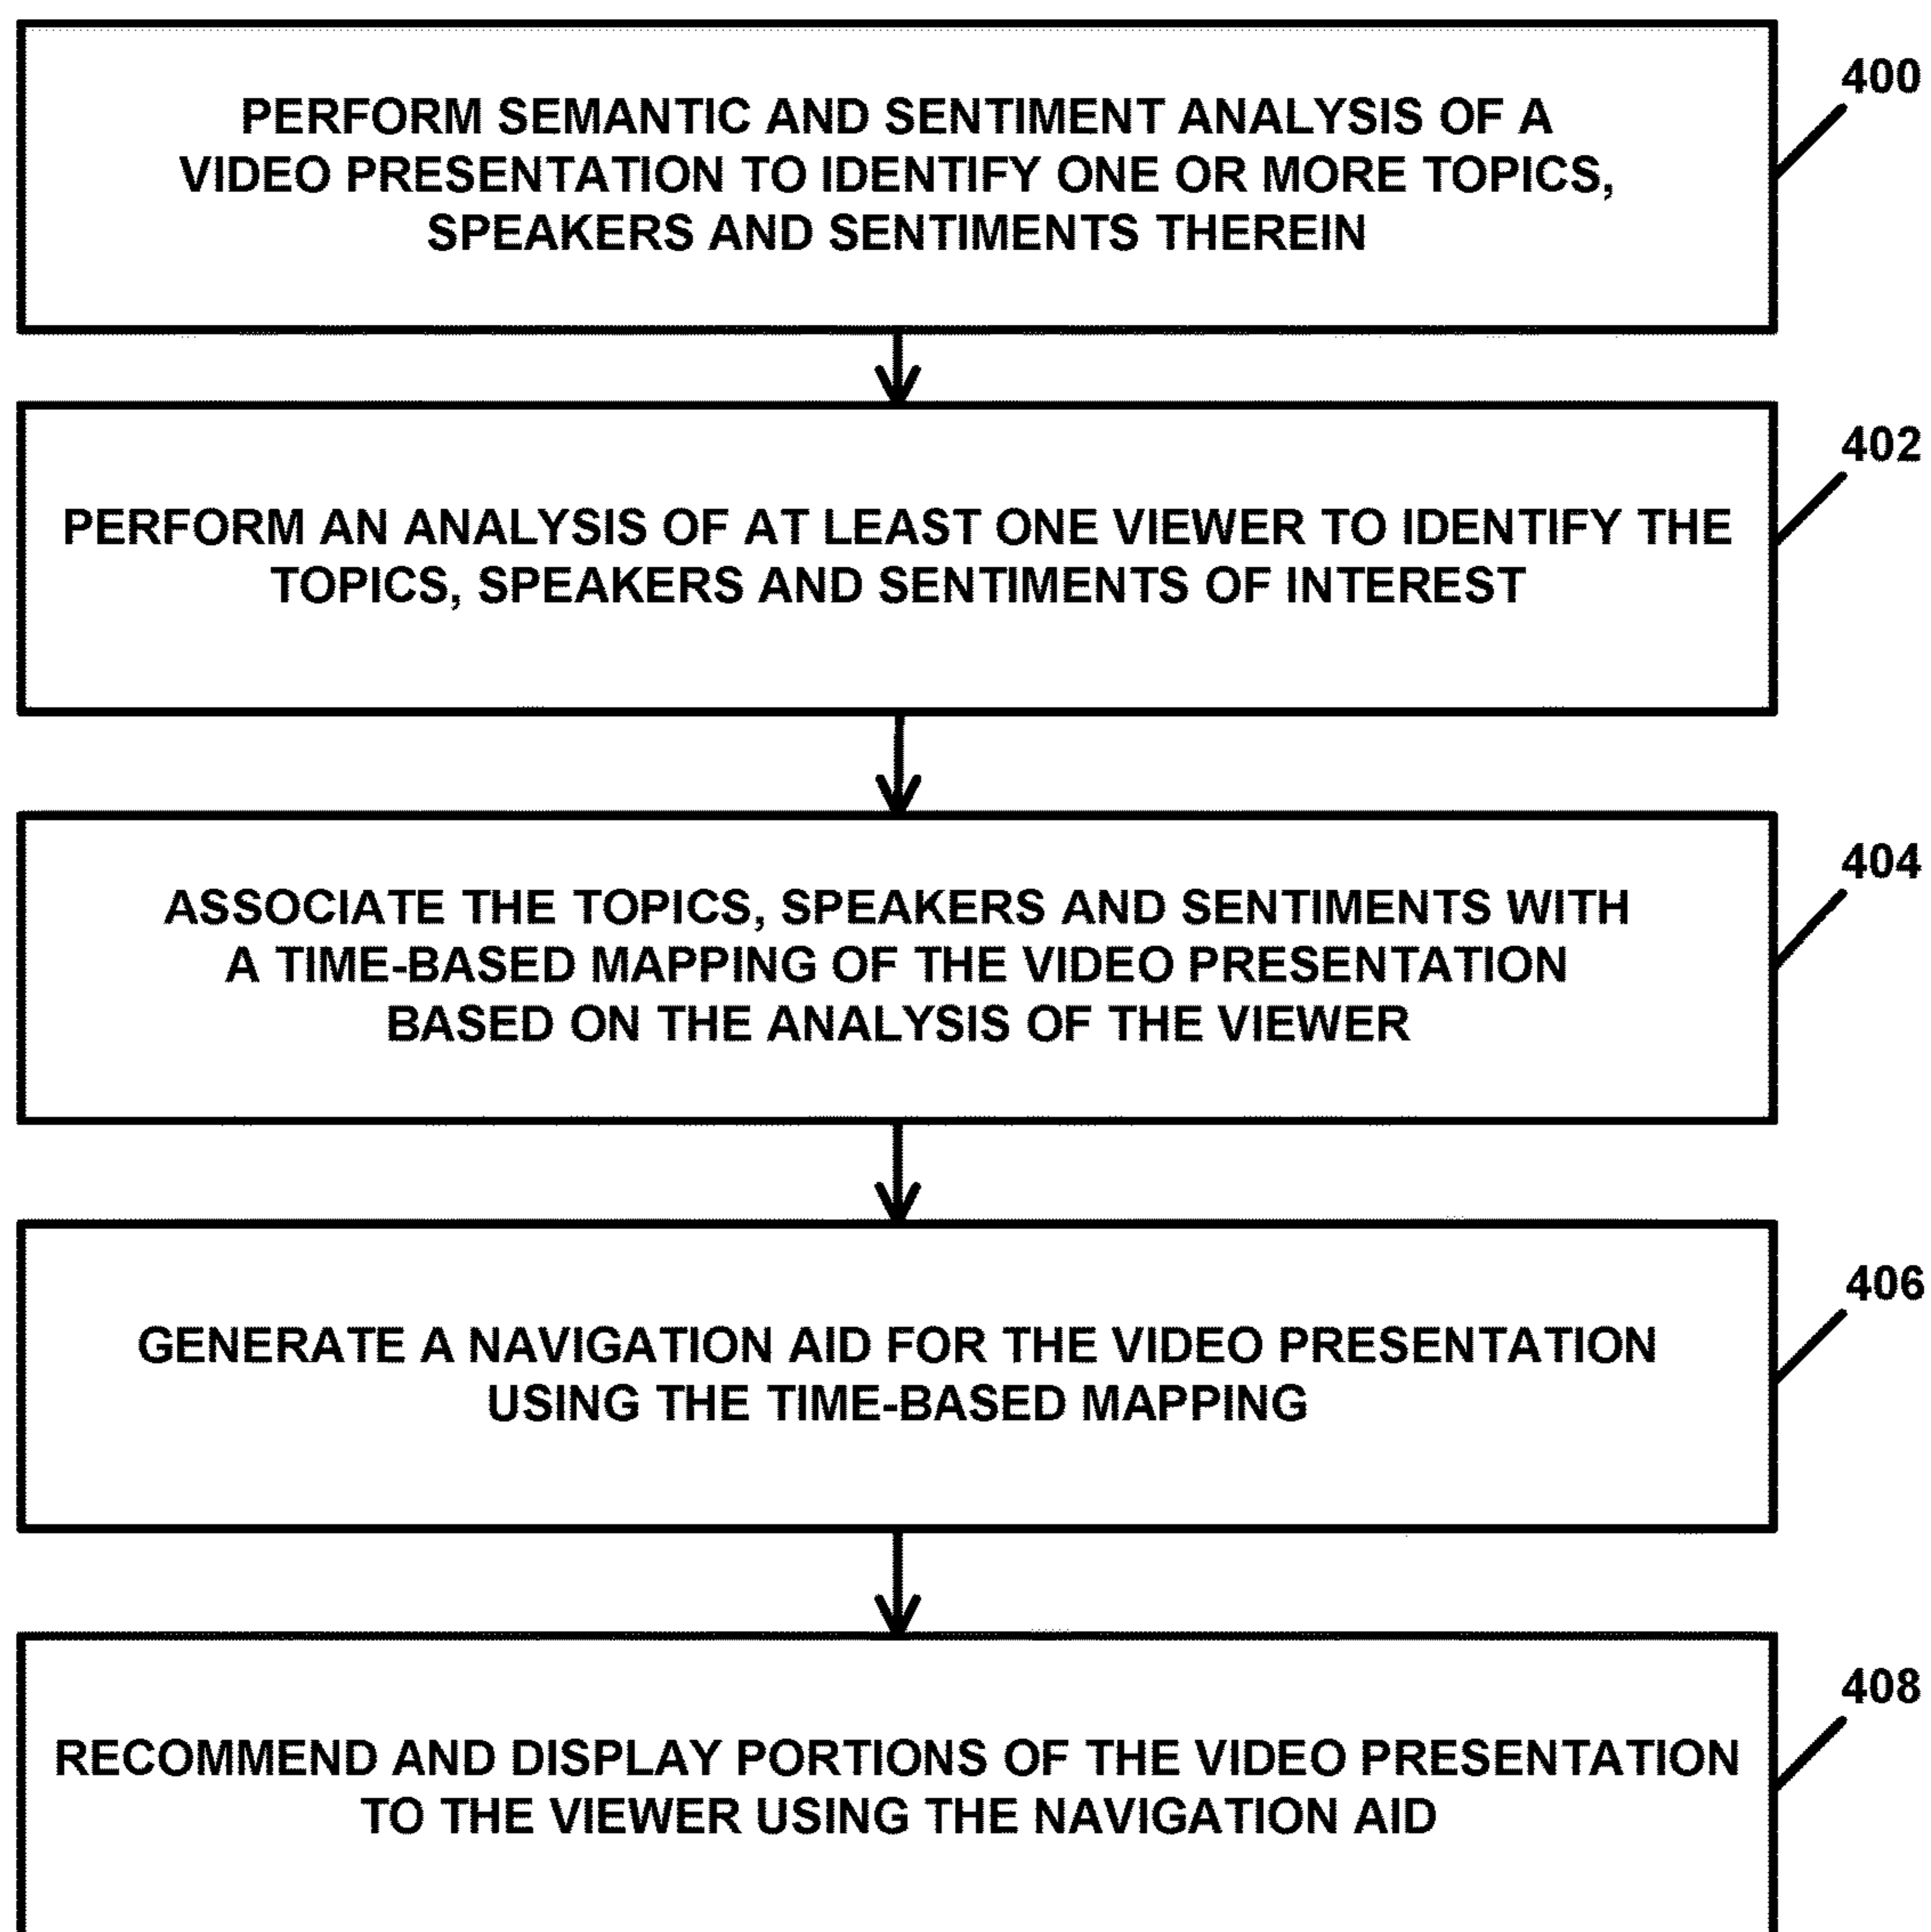 400
PERFORM SEMANTIC AND SENTIMENT ANALYSIS OF A
VIDEO PRESENTATION TO IDENTIFY ONE OR MORE TOPICS,
SPEAKERS AND SENTIMENTS THEREIN
402
PERFORM AN ANALYSIS OF AT LEAST ONE VIEWER TO IDENTIFY THE
TOPICS, SPEAKERS AND SENTIMENTS OF INTEREST
404
ASSOCIATE THE TOPICS, SPEAKERS AND SENTIMENTS WITH
A TIME-BASED MAPPING OF THE VIDEO PRESENTATION
BASED ON THE ANALYSIS OF THE VIEWER
406
GENERATE A NAVIGATION AID FOR THE VIDEO PRESENTATION
USING THE TIME-BASED MAPPING
408
RECOMMEND AND DISPLAY PORTIONS OF THE VIDEO PRESENTATION
TO THE VIEWER USING THE NAVIGATION AID